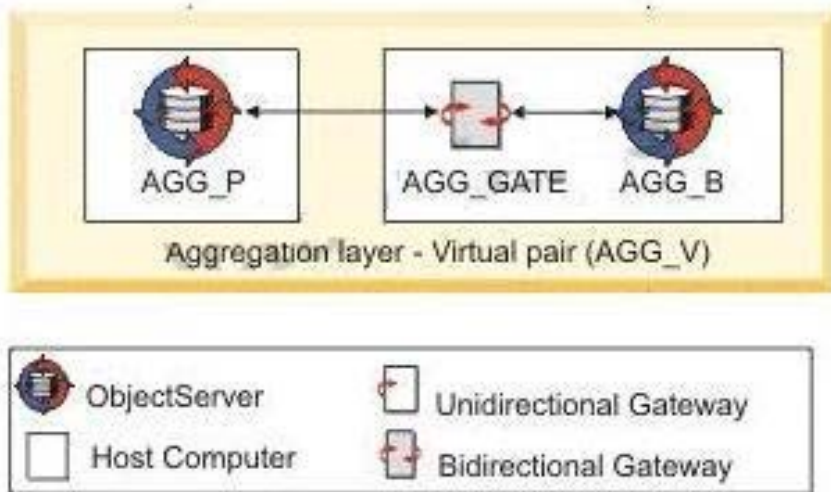 AGG_P
AGG_GATE
AGG_B
Aggregation layer - Virtual pair (AGG_V)
ObjectServer
Unidirectional Gateway
Host Computer
Bidirectional Gateway